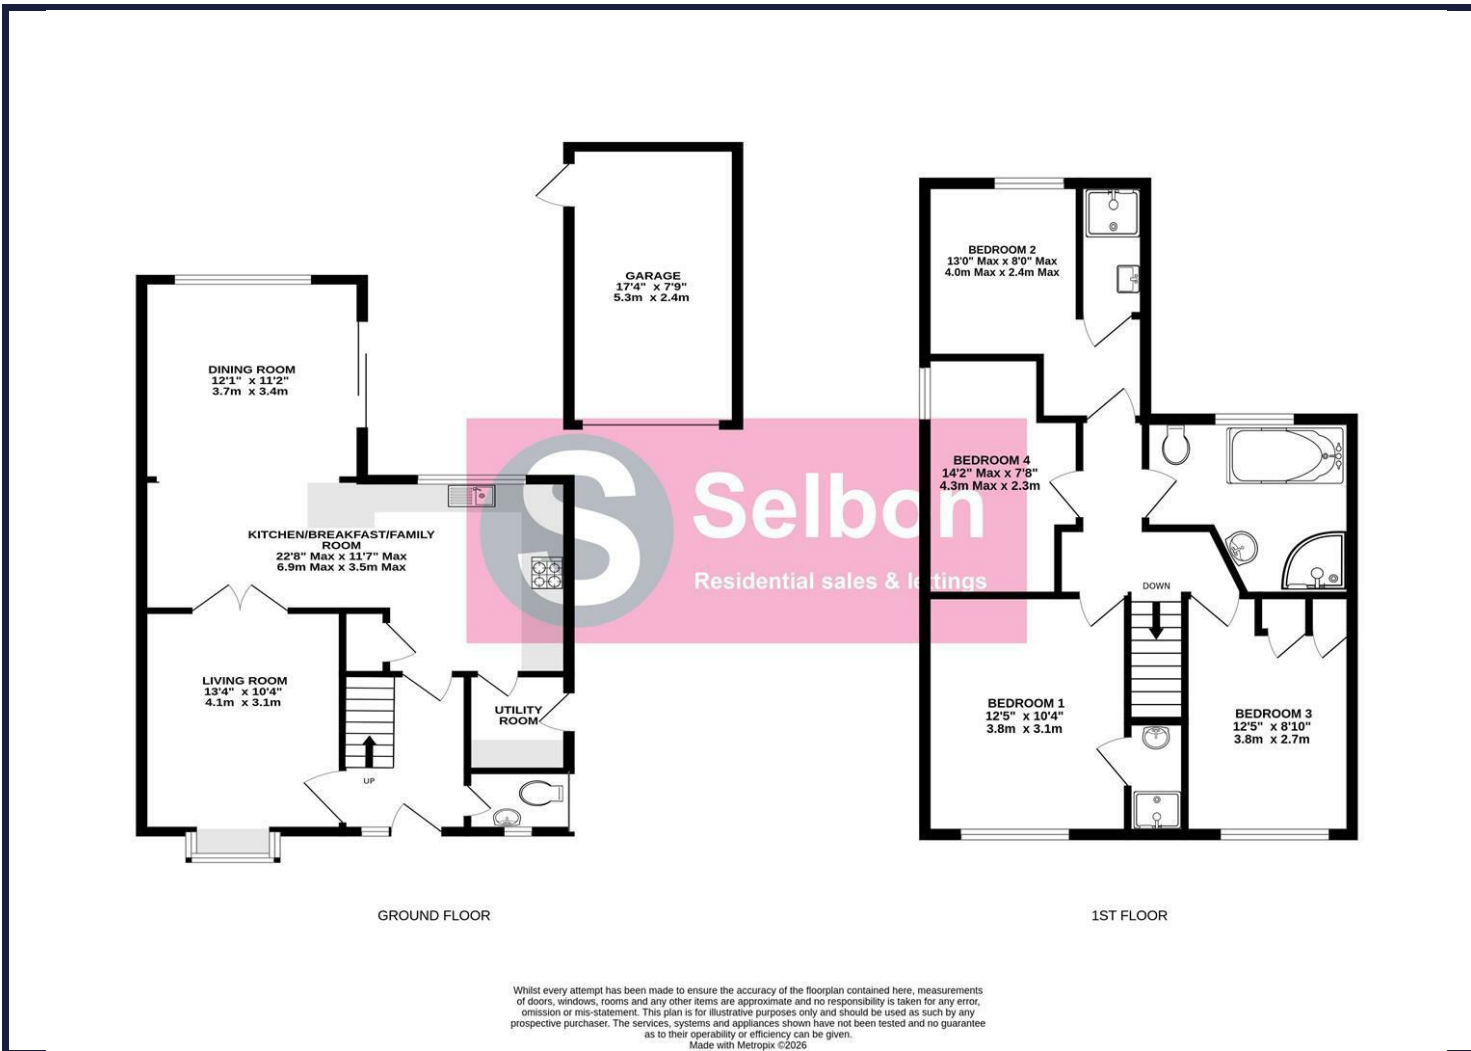 GARAGE
17'4" x 7'9"
5.3m x 2.4m
DINING ROOM
12'1" x 11'2"
3.7m x 3.4m
KITCHEN/BREAKFAST/FAMILY
ROOM
22'8" Max x 11'7" Max
6.9m Max x 3.5m Max
LIVING ROOM
13'4" x 10'4"
4.1m x 3.1m
UTILITY
ROOM
UP
GROUND FLOOR
S
Selbon
Residential sales & lettings
BEDROOM 2
13'0" Max x 8'0" Max
4.0m Max x 2.4m Max
BEDROOM 4
14'2" Max x 7'8"
4.3m Max x 2.3m
DOWN
BEDROOM 1
12'5" x 10'4"
3.8m x 3.1m
BEDROOM 3
12'5" x 8'10"
3.8m x 2.7m
1ST FLOOR
Whilst every attempt has been made to ensure the accuracy of the floorplan contained here, measurements
of doors, windows, rooms and any other items are approximate and no responsibility is taken for any error,
omission or mis-statement. This plan is for illustrative purposes only and should be used as such by any
prospective purchaser. The services, systems and appliances shown have not been tested and no guarantee
as to their operability or efficiency can be given.
Made with Metropix ©2026